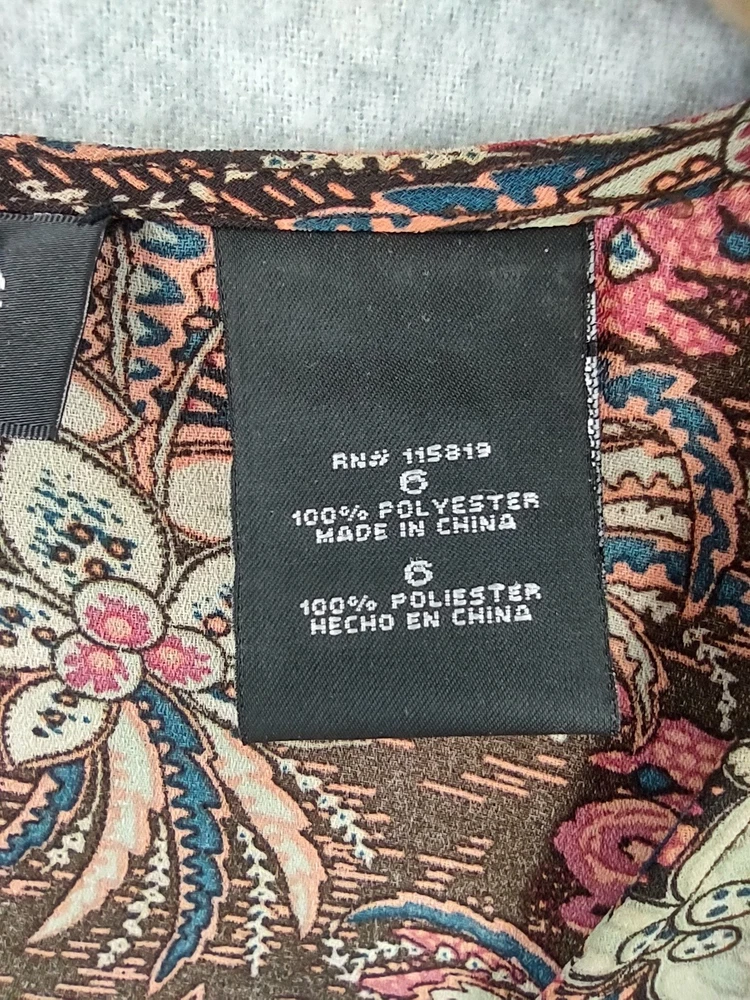 RN# 115819
6
100% POLYESTER
MADE IN CHINA
6
100% POLIESTER
HECHO EN CHINA